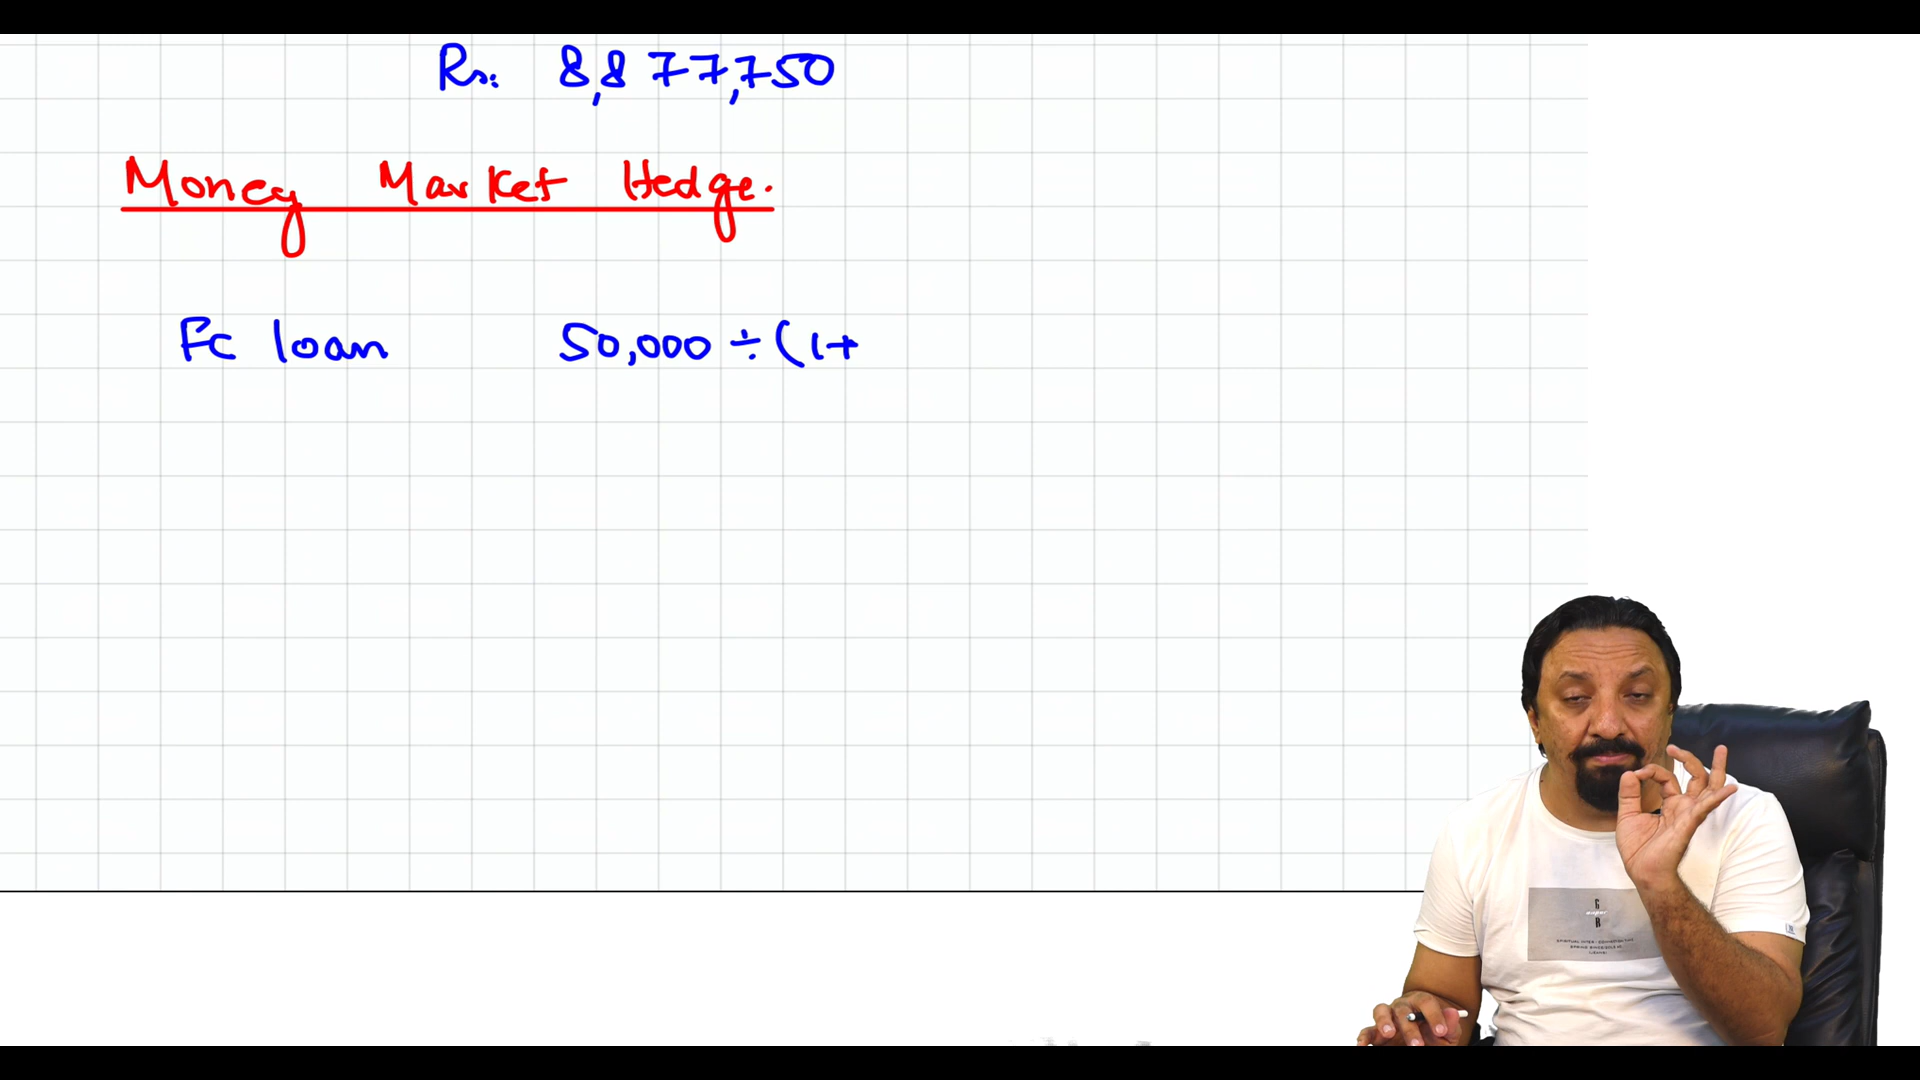 Rs: 8,877,750
Money Market Hedge.
Fc loan 50,000 ÷ (1+
G
R